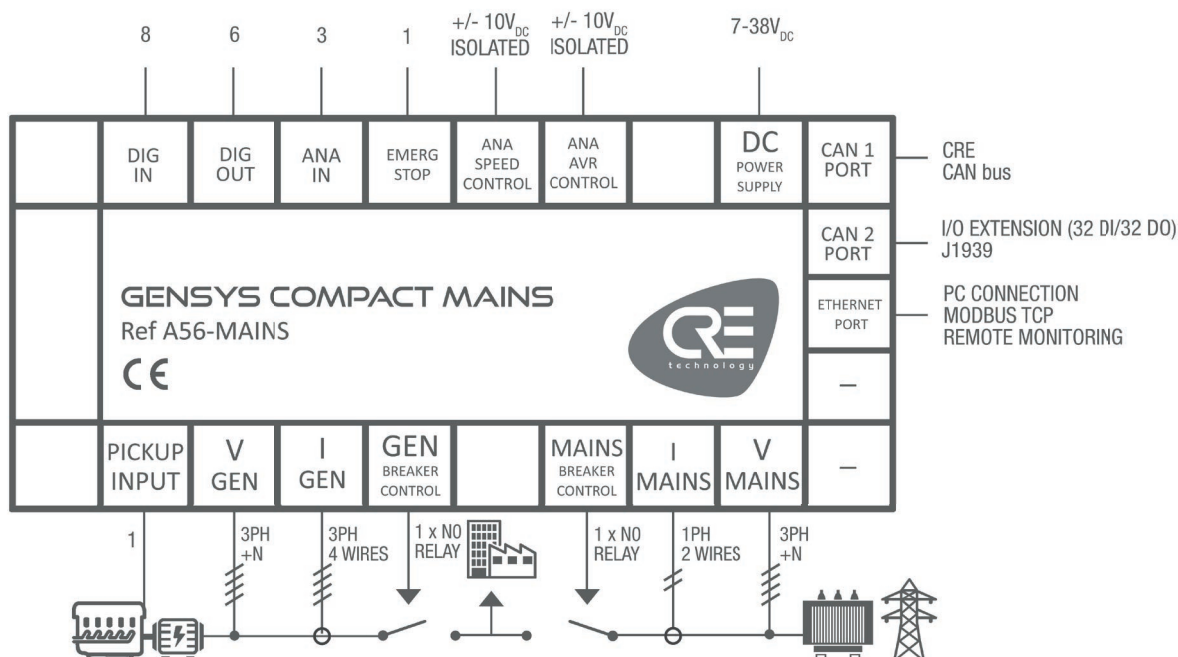 8
6
3
1
+/- 10VDC
ISOLATED
+/- 10VDC
ISOLATED
7-38VDC
DIG
IN
DIG
OUT
ANA
IN
EMERG
STOP
ANA
SPEED
CONTROL
ANA
AVR
CONTROL
DC
POWER
SUPPLY
CAN 1
PORT
CRE
CAN bus
CAN 2
PORT
I/O EXTENSION (32 DI/32 DO)
J1939
ETHERNET
PORT
PC CONNECTION
MODBUS TCP
REMOTE MONITORING
–
–
GENSYS COMPACT MAINS
Ref A56-MAINS
CE
CRE
technology
PICKUP
INPUT
V
GEN
I
GEN
GEN
BREAKER
CONTROL
MAINS
BREAKER
CONTROL
I
MAINS
V
MAINS
1
3PH
+N
3PH
4 WIRES
1 x NO
RELAY
1 x NO
RELAY
1PH
2 WIRES
3PH
+N